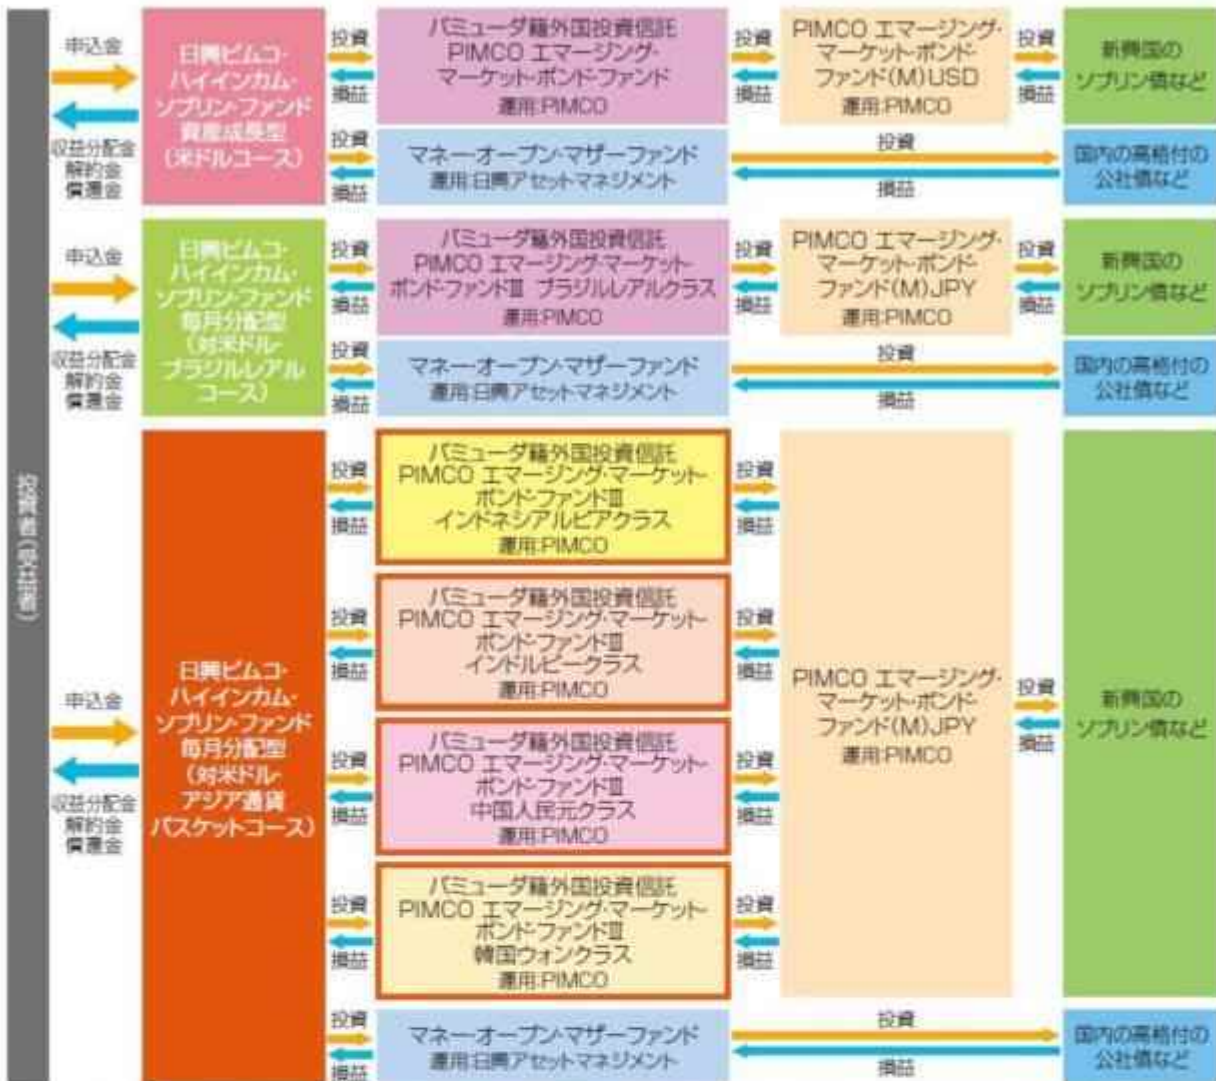 投資者(受益者)
申込金
収益分配金
解約金
償還金
日興ピムコ・
ハイインカム・
ソブリン・ファンド
資産成長型
(米ドルコース)
投資
損益
バミューダ籍外国投資信託
PIMCO エマージング・
マーケット・ボンド・ファンド
運用:PIMCO
投資
損益
PIMCO エマージング・
マーケット・ボンド・
ファンド(M)USD
運用:PIMCO
投資
損益
新興国の
ソブリン債など
投資
損益
マネー・オープン・マザーファンド
運用:日興アセットマネジメント
投資
損益
国内の高格付の
公社債など
申込金
収益分配金
解約金
償還金
日興ピムコ・
ハイインカム・
ソブリン・ファンド
毎月分配型
(対米ドル・
ブラジルレアル
コース)
投資
損益
バミューダ籍外国投資信託
PIMCO エマージング・マーケット・
ボンド・ファンドⅢ ブラジルレアルクラス
運用:PIMCO
投資
損益
PIMCO エマージング・
マーケット・ボンド・
ファンド(M)JPY
運用:PIMCO
投資
損益
新興国の
ソブリン債など
投資
損益
マネー・オープン・マザーファンド
運用:日興アセットマネジメント
投資
損益
国内の高格付の
公社債など
申込金
収益分配金
解約金
償還金
日興ピムコ・
ハイインカム・
ソブリン・ファンド
毎月分配型
(対米ドル・
アジア通貨
バスケットコース)
投資
損益
バミューダ籍外国投資信託
PIMCO エマージング・マーケット・
ボンド・ファンドⅢ
インドネシアルピアクラス
運用:PIMCO
投資
損益
投資
損益
バミューダ籍外国投資信託
PIMCO エマージング・マーケット・
ボンド・ファンドⅢ
インドルピークラス
運用:PIMCO
投資
損益
投資
損益
バミューダ籍外国投資信託
PIMCO エマージング・マーケット・
ボンド・ファンドⅢ
中国人民元クラス
運用:PIMCO
投資
損益
投資
損益
バミューダ籍外国投資信託
PIMCO エマージング・マーケット・
ボンド・ファンドⅢ
韓国ウォンクラス
運用:PIMCO
投資
損益
PIMCO エマージング・
マーケット・ボンド・
ファンド(M)JPY
運用:PIMCO
投資
損益
新興国の
ソブリン債など
投資
損益
マネー・オープン・マザーファンド
運用:日興アセットマネジメント
投資
損益
国内の高格付の
公社債など